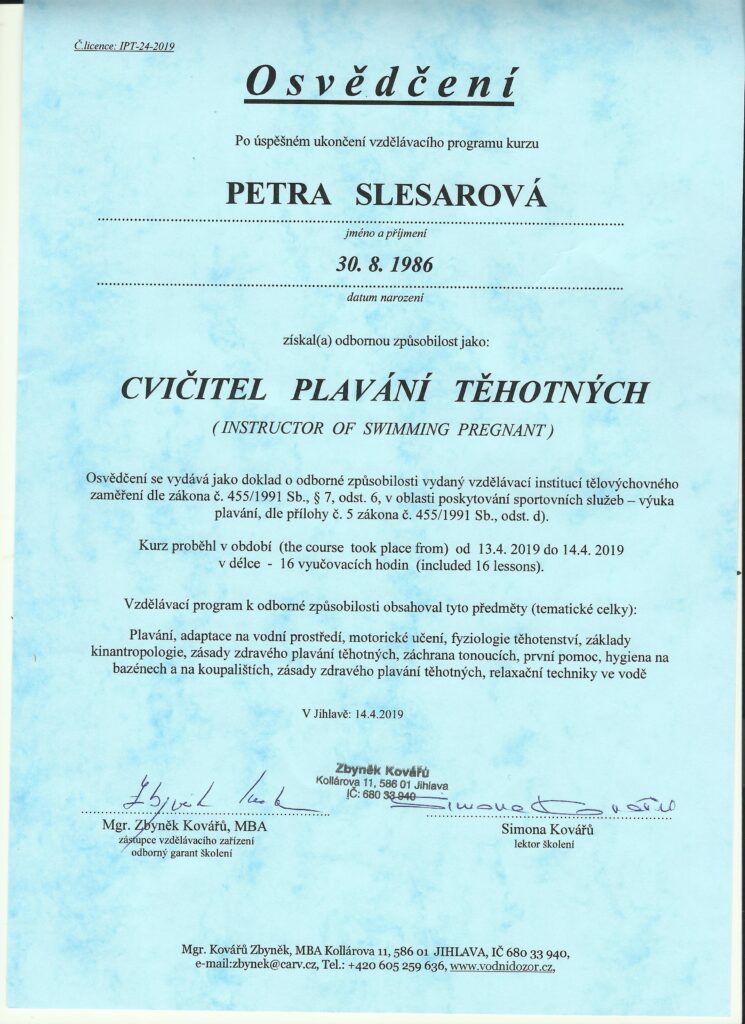 Č.licence: IPT-24-2019
Osvědčení
Po úspěšném ukončení vzdělávacího programu kurzu
PETRA SLESAROVÁ
jméno a příjmení
30. 8. 1986
datum narození
získal(a) odbornou způsobilost jako:
CVIČITEL PLAVÁNÍ TĚHOTNÝCH
( INSTRUCTOR OF SWIMMING PREGNANT )
Osvědčení se vydává jako doklad o odborné způsobilosti vydaný vzdělávací institucí tělovýchovného
zaměření dle zákona č. 455/1991 Sb., § 7, odst. 6, v oblasti poskytování sportovních služeb – výuka
plavání, dle přílohy č. 5 zákona č. 455/1991 Sb., odst. d).
Kurz proběhl v období (the course took place from) od 13.4. 2019 do 14.4. 2019
v délce - 16 vyučovacích hodin (included 16 lessons).
Vzdělávací program k odborné způsobilosti obsahoval tyto předměty (tematické celky):
Plavání, adaptace na vodní prostředí, motorické učení, fyziologie těhotenství, základy
kinantropologie, zásady zdravého plavání těhotných, záchrana tonoucích, první pomoc, hygiena na
bazénech a na koupalištích, zásady zdravého plavání těhotných, relaxační techniky ve vodě
V Jihlavě: 14.4.2019
Zbyněk Kovářů
Kollárova 11, 586 01 Jihlava
IČ: 680 33 940
Zbyněk Simona Kovářů
Mgr. Zbyněk Kovářů, MBA Simona Kovářů
zástupce vzdělávacího zařízení lektor školení
odborný garant školení
Mgr. Kovářů Zbyněk, MBA Kollárova 11, 586 01 JIHLAVA, IČ 680 33 940,
e-mail:zbynek@carv.cz, Tel.: +420 605 259 636, www.vodnidozor.cz,